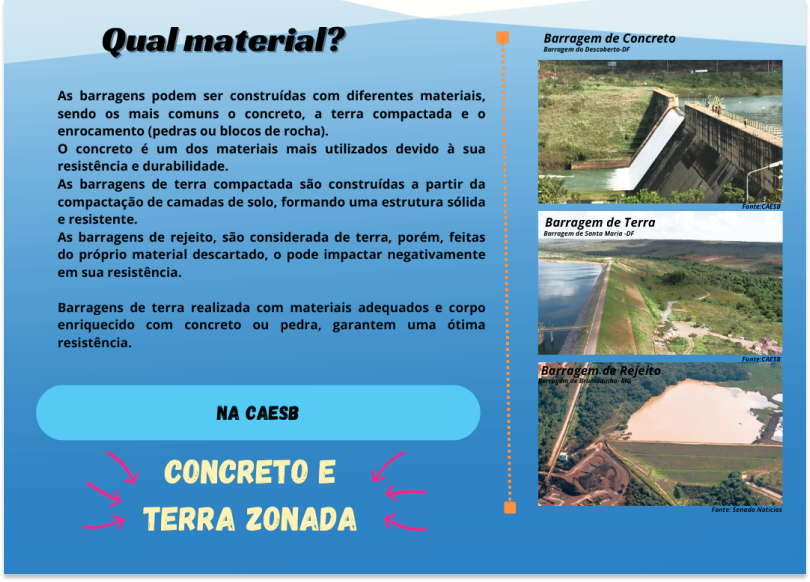 Qual material?
As barragens podem ser construídas com diferentes materiais,
sendo os mais comuns o concreto, a terra compactada e o
enrocamento (pedras ou blocos de rocha).
O concreto é um dos materiais mais utilizados devido à sua
resistência e durabilidade.
As barragens de terra compactada são construídas a partir da
compactação de camadas de solo, formando uma estrutura sólida
e resistente.
As barragens de rejeito, são considerada de terra, porém, feitas
do próprio material descartado, o pode impactar negativamente
em sua resistência.
Barragens de terra realizada com materiais adequados e corpo
enriquecido com concreto ou pedra, garantem uma ótima
resistência.
NA CAESB
CONCRETO E
TERRA ZONADA
Barragem de Concreto
Barragem do Descoberto-DF
Fonte:CAESB
Barragem de Terra
Barragem de Santa Maria -DF
Fonte:CAESB
Barragem de Rejeito
Barragem de Brumadinho- MG
Fonte: Senado Notícias